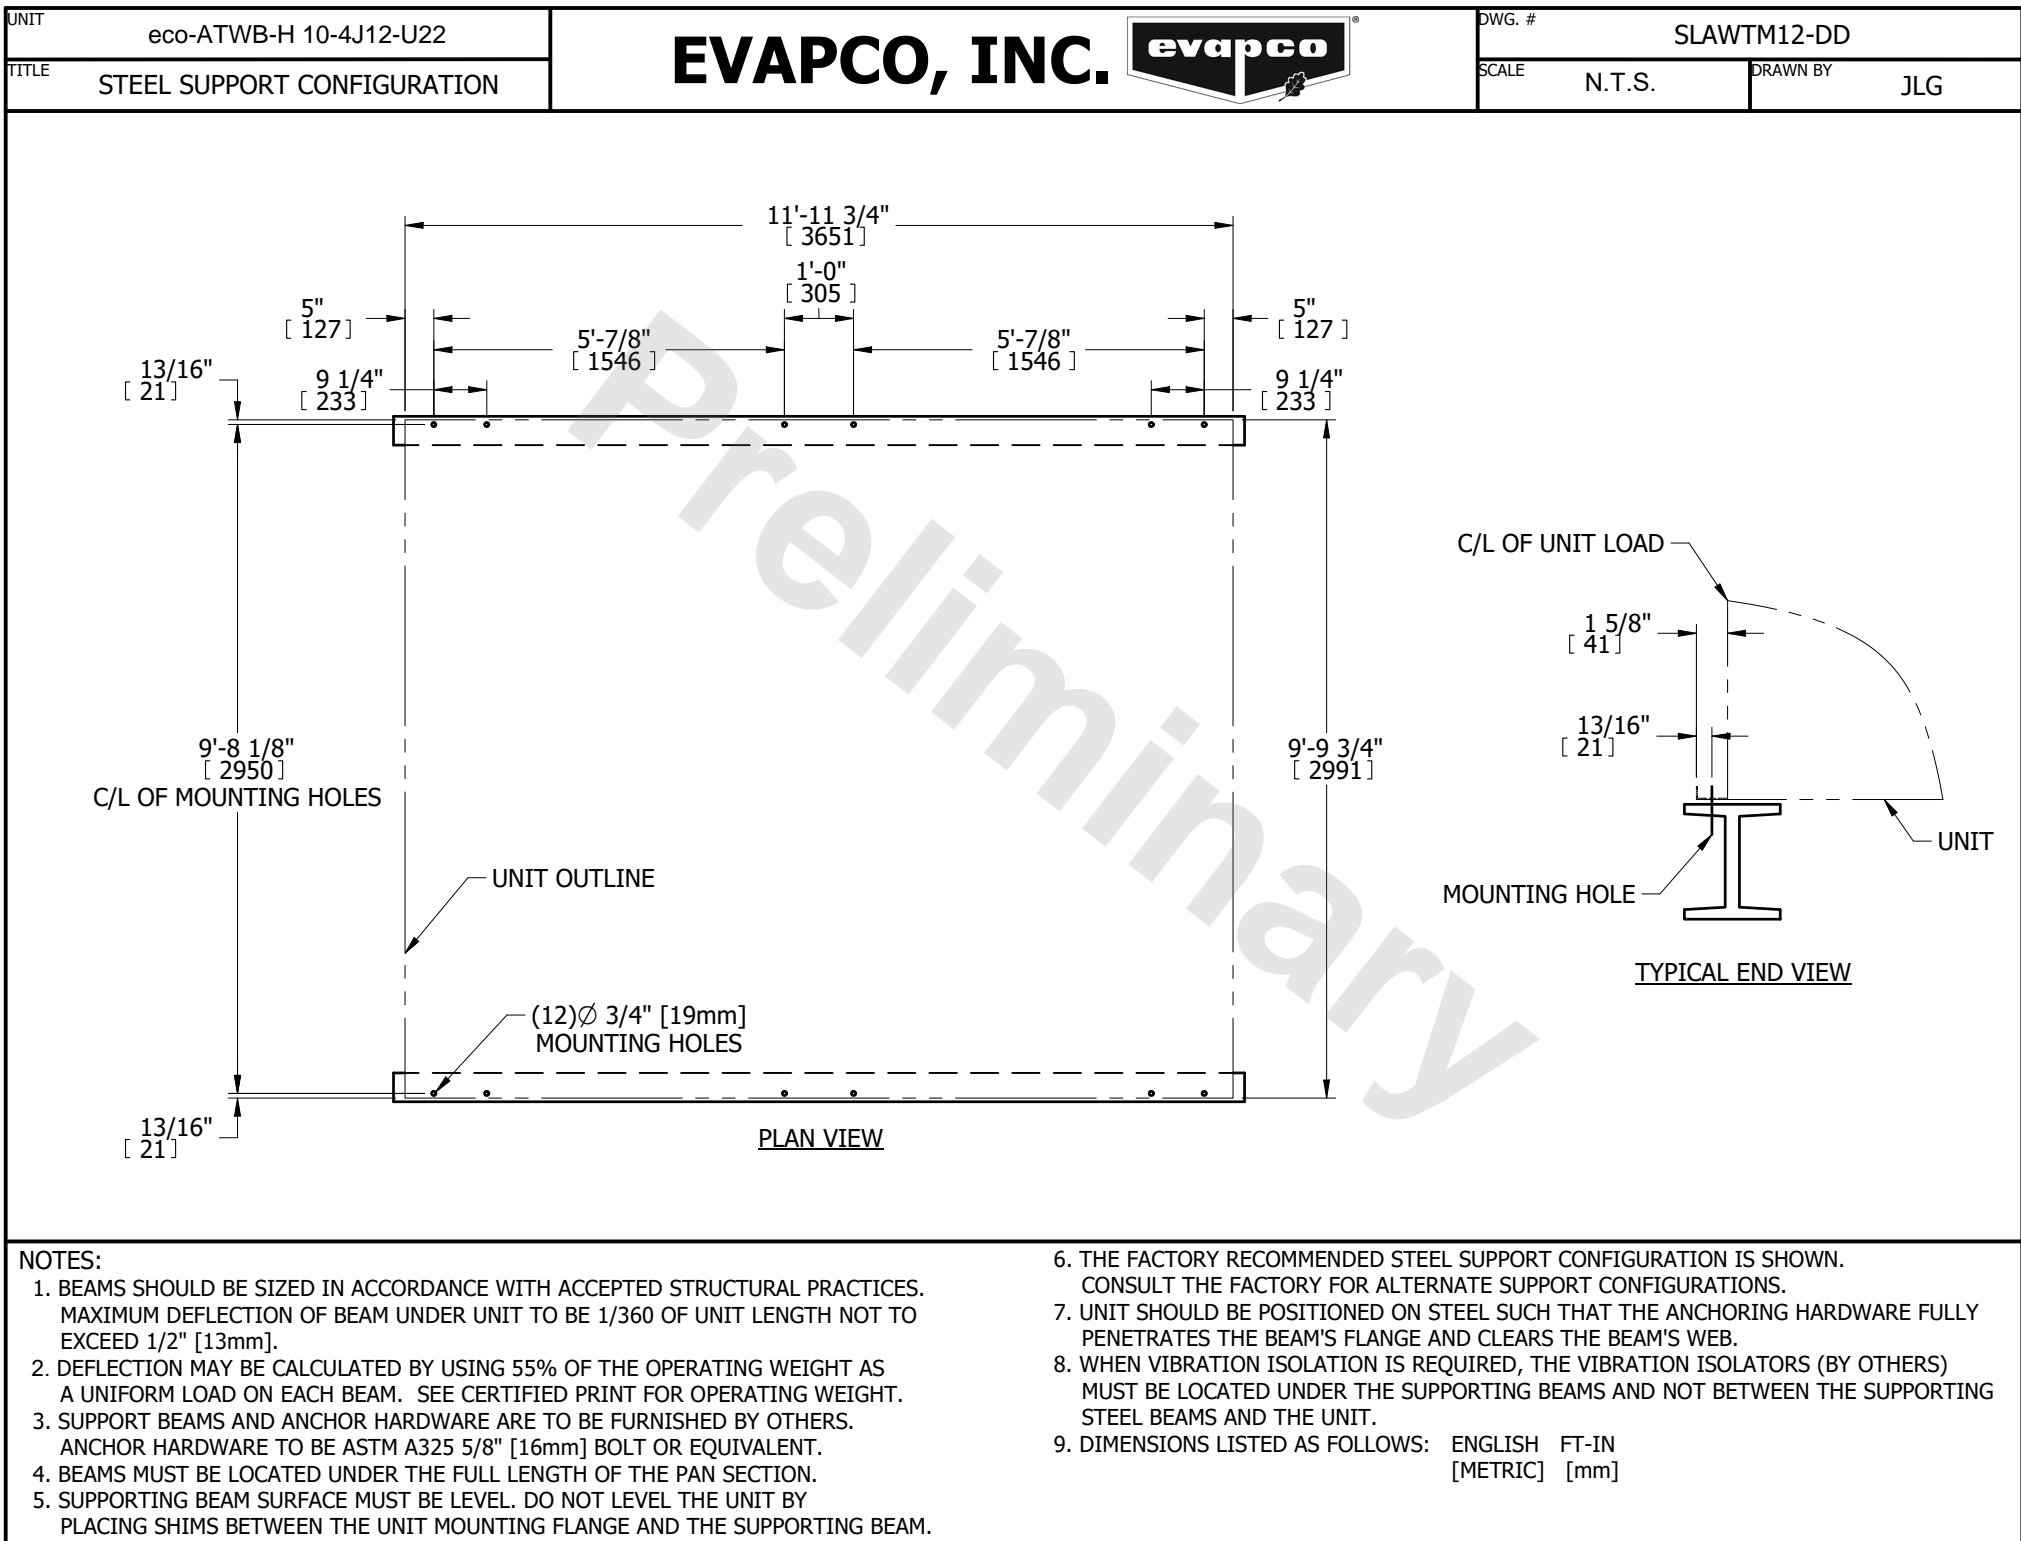 UNIT
eco-ATWB-H 10-4J12-U22
TITLE
STEEL SUPPORT CONFIGURATION
EVAPCO, INC.
evapco
®
DWG. #
SLAWTM12-DD
SCALE
N.T.S.
DRAWN BY
JLG
11'-11 3/4"
[ 3651 ]
1'-0"
[ 305 ]
5"
[ 127 ]
5"
[ 127 ]
5'-7/8"
[ 1546 ]
5'-7/8"
[ 1546 ]
13/16"
[ 21 ]
9 1/4"
[ 233 ]
9 1/4"
[ 233 ]
Preliminary
C/L OF UNIT LOAD
1 5/8"
[ 41 ]
13/16"
[ 21 ]
9'-8 1/8"
[ 2950 ]
C/L OF MOUNTING HOLES
9'-9 3/4"
[ 2991 ]
UNIT
MOUNTING HOLE
UNIT OUTLINE
TYPICAL END VIEW
(12)∅ 3/4" [19mm]
MOUNTING HOLES
13/16"
[ 21 ]
PLAN VIEW
NOTES:
1. BEAMS SHOULD BE SIZED IN ACCORDANCE WITH ACCEPTED STRUCTURAL PRACTICES.
MAXIMUM DEFLECTION OF BEAM UNDER UNIT TO BE 1/360 OF UNIT LENGTH NOT TO
EXCEED 1/2" [13mm].
2. DEFLECTION MAY BE CALCULATED BY USING 55% OF THE OPERATING WEIGHT AS
A UNIFORM LOAD ON EACH BEAM. SEE CERTIFIED PRINT FOR OPERATING WEIGHT.
3. SUPPORT BEAMS AND ANCHOR HARDWARE ARE TO BE FURNISHED BY OTHERS.
ANCHOR HARDWARE TO BE ASTM A325 5/8" [16mm] BOLT OR EQUIVALENT.
4. BEAMS MUST BE LOCATED UNDER THE FULL LENGTH OF THE PAN SECTION.
5. SUPPORTING BEAM SURFACE MUST BE LEVEL. DO NOT LEVEL THE UNIT BY
PLACING SHIMS BETWEEN THE UNIT MOUNTING FLANGE AND THE SUPPORTING BEAM.
6. THE FACTORY RECOMMENDED STEEL SUPPORT CONFIGURATION IS SHOWN.
CONSULT THE FACTORY FOR ALTERNATE SUPPORT CONFIGURATIONS.
7. UNIT SHOULD BE POSITIONED ON STEEL SUCH THAT THE ANCHORING HARDWARE FULLY
PENETRATES THE BEAM'S FLANGE AND CLEARS THE BEAM'S WEB.
8. WHEN VIBRATION ISOLATION IS REQUIRED, THE VIBRATION ISOLATORS (BY OTHERS)
MUST BE LOCATED UNDER THE SUPPORTING BEAMS AND NOT BETWEEN THE SUPPORTING
STEEL BEAMS AND THE UNIT.
9. DIMENSIONS LISTED AS FOLLOWS: ENGLISH FT-IN
[METRIC] [mm]